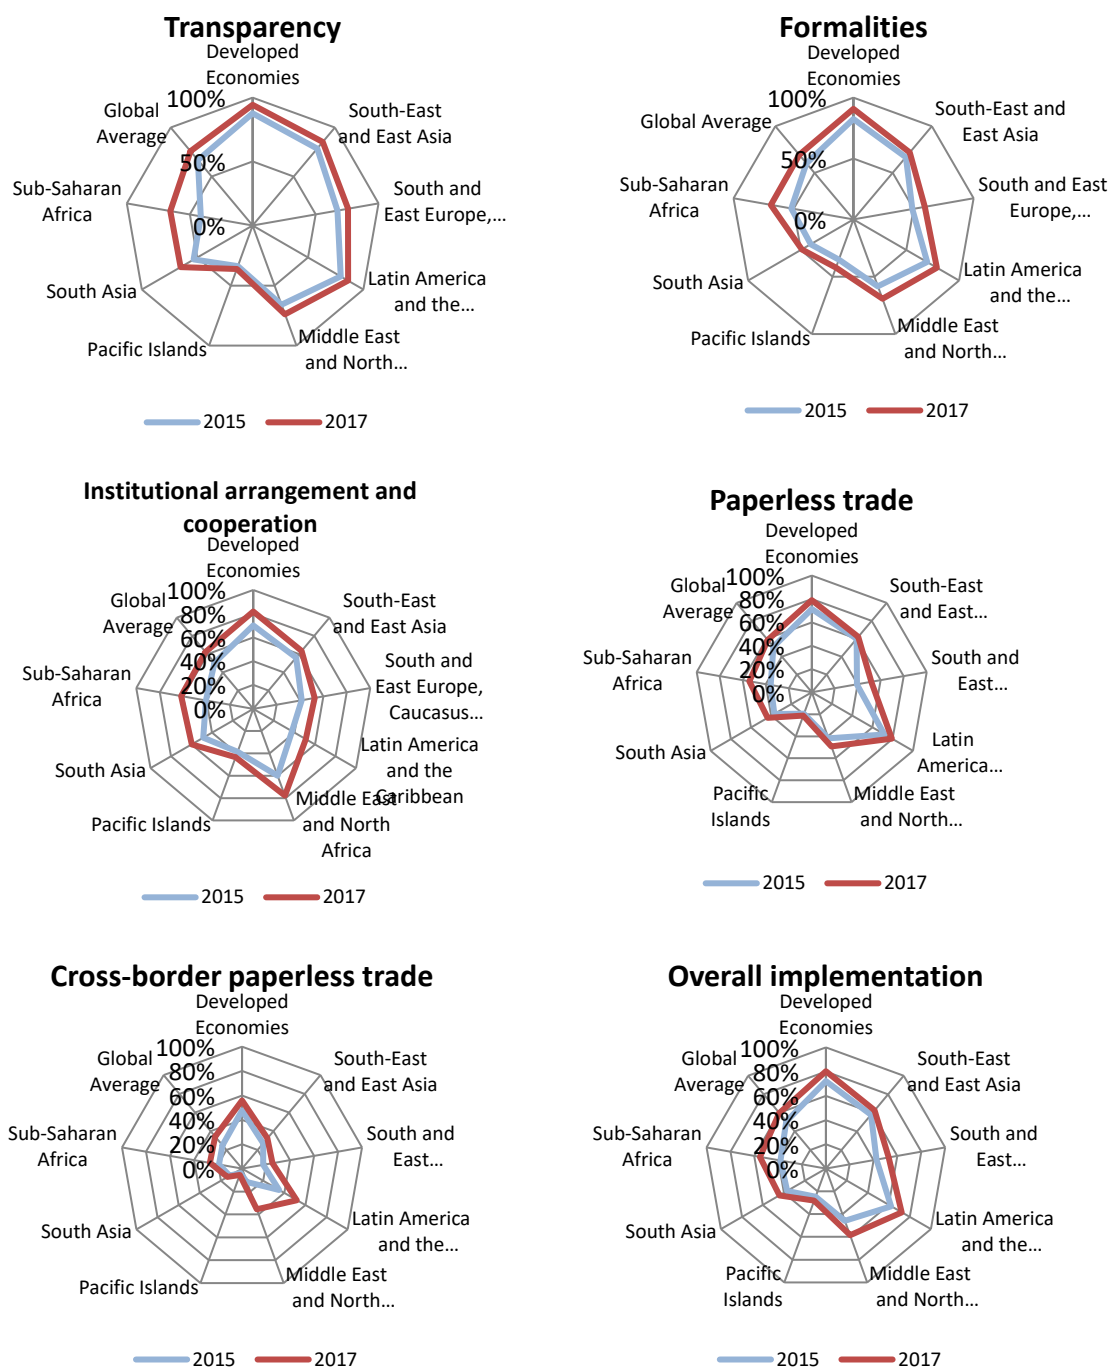 Transparency
Developed
Economies
100%
50%
0%
South-East
and East Asia
South and
East Europe,...
Latin America
and the...
Middle East
and North...
Pacific Islands
South Asia
Sub-Saharan
Africa
Global
Average
2015
2017
Formalities
Developed
Economies
100%
50%
0%
South-East and
East Asia
South and East
Europe,...
Latin America
and the...
Middle East
and North...
Pacific Islands
South Asia
Sub-Saharan
Africa
Global Average
2015
2017
Institutional arrangement and
cooperation
Developed
Economies
100%
80%
60%
40%
20%
0%
South-East
and East Asia
South and
East Europe,
Caucasus...
Latin America
and the
Caribbean
Middle East
and North
Africa
Pacific Islands
South Asia
Sub-Saharan
Africa
Global
Average
2015
2017
Paperless trade
Developed
Economies
100%
80%
60%
40%
20%
0%
South-East
and East...
South and
East...
Latin
America...
Middle East
and North...
Pacific
Islands
South Asia
Sub-Saharan
Africa
Global
Average
2015
2017
Cross-border paperless trade
Developed
Economies
100%
80%
60%
40%
20%
0%
South-East
and East Asia
South and
East...
Latin America
and the...
Middle East
and North...
Pacific Islands
South Asia
Sub-Saharan
Africa
Global
Average
2015
2017
Overall implementation
Developed
Economies
100%
80%
60%
40%
20%
0%
South-East
and East Asia
South and
East...
Latin America
and the...
Middle East
and North...
Pacific
Islands
South Asia
Sub-Saharan
Africa
Global
Average
2015
2017